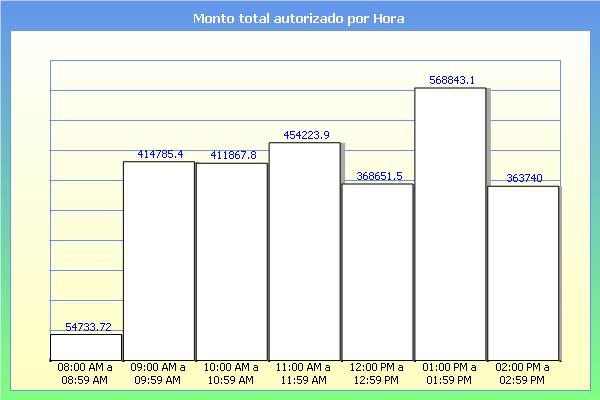 Monto total autorizado por Hora
568843.1
454223.9
414785.4
411867.8
368651.5
363740
54733.72
08:00 AM a
08:59 AM
09:00 AM a
09:59 AM
10:00 AM a
10:59 AM
11:00 AM a
11:59 AM
12:00 PM a
12:59 PM
01:00 PM a
01:59 PM
02:00 PM a
02:59 PM